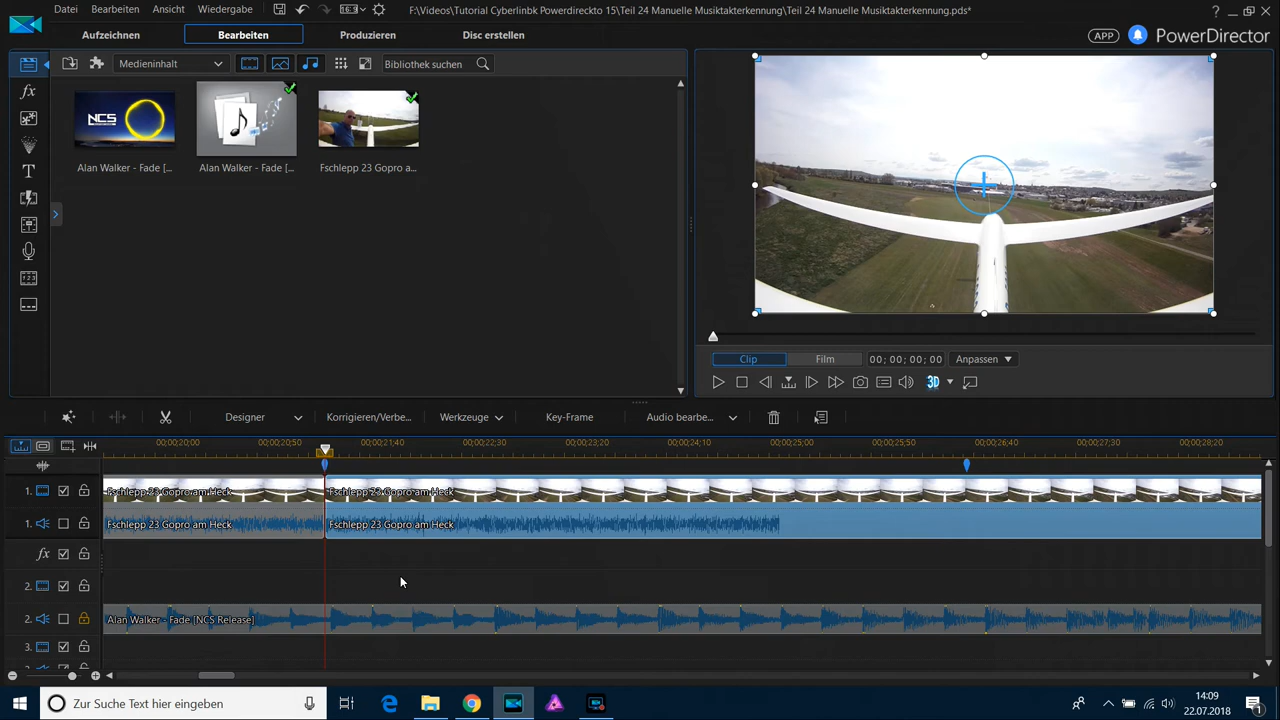 Datei Bearbeiten Ansicht Wiedergabe 16:9 F:\Videos\Tutorial Cyberlinbk Powerdireckto 15\Teil 24 Manuelle Musiktakterkennung\Teil 24 Manuelle Musiktakterkennung.pds*
Aufzeichnen Bearbeiten Produzieren Disc erstellen APP PowerDirector
Medieninhalt Bibliothek suchen
NCS
Alan Walker - Fade [... Alan Walker - Fade [... Fschlepp 23 Gopro a...
Clip Film 00; 00; 00; 00 Anpassen
3D
Designer Korrigieren/Verbe... Werkzeuge Key-Frame Audio bearbe...
00;00;20;00 00;00;20;50 00;00;21;40 00;00;22;30 00;00;23;20 00;00;24;10 00;00;25;00 00;00;25;50 00;00;26;40 00;00;27;30 00;00;28;20
1. Fschlepp 23 Gopro am Heck Fschlepp 23 Gopro am Heck
1. Fschlepp 23 Gopro am Heck Fschlepp 23 Gopro am Heck
fx
2.
2. Alan Walker - Fade [NCS Release]
3.
Zur Suche Text hier eingeben
14:09
22.07.2018